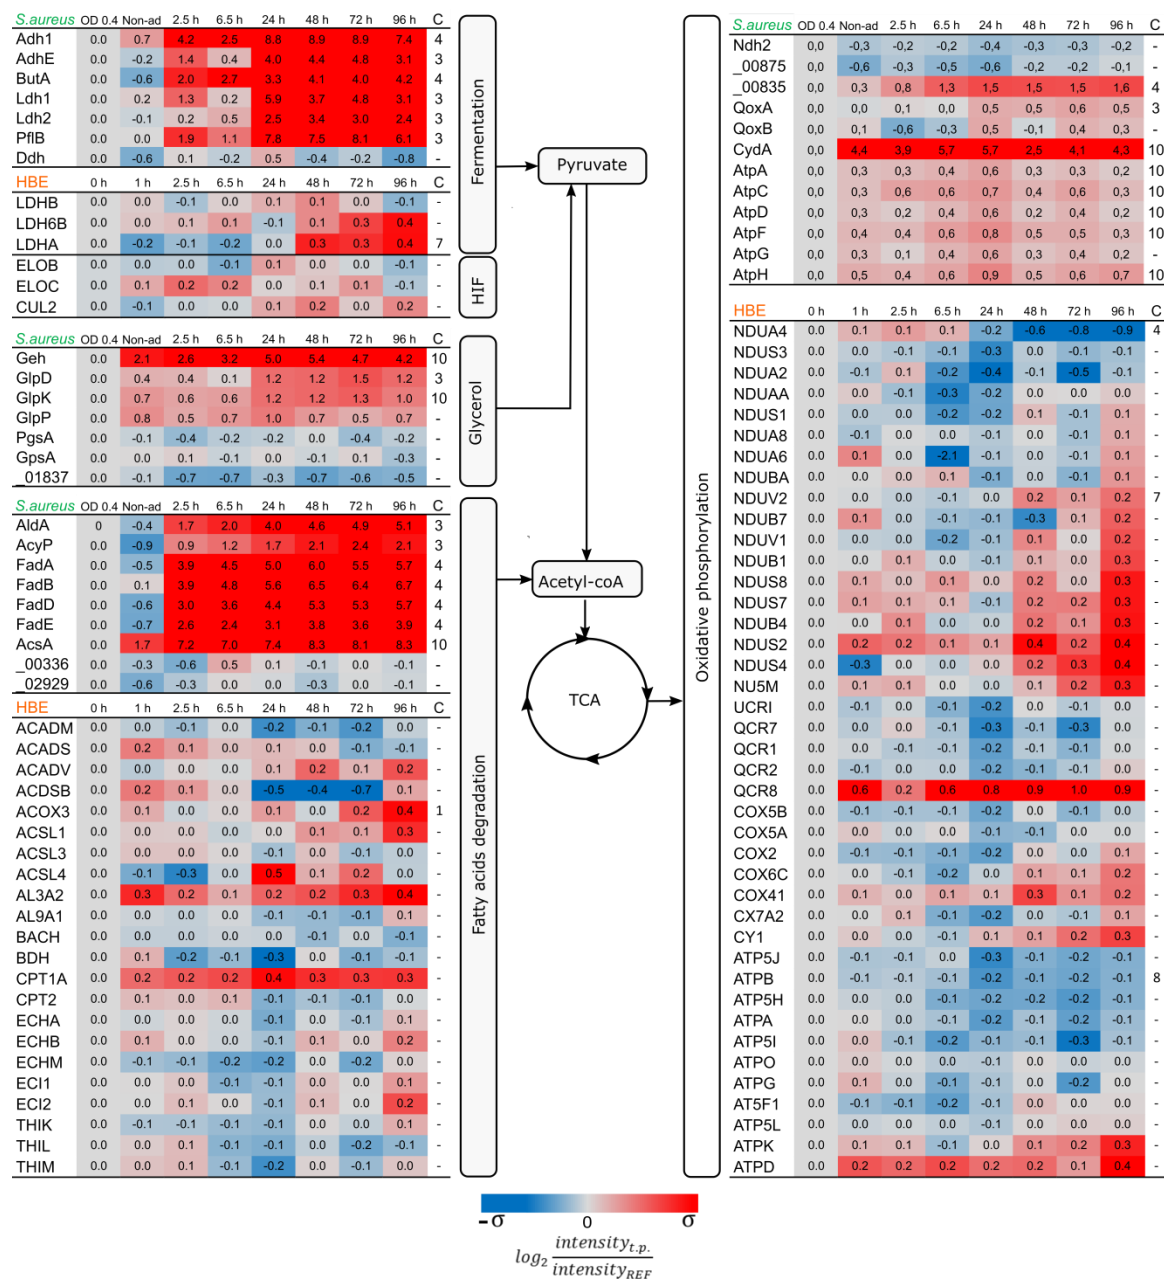 S.aureus OD 0.4 Non-ad 2.5 h 6.5 h 24 h 48 h 72 h 96 h C
Adh1 0.0 0.7 4.2 2.5 8.8 8.9 8.9 7.4 4
AdhE 0.0 -0.2 1.4 0.4 4.0 4.4 4.8 3.1 3
ButA 0.0 -0.6 2.0 2.7 3.3 4.1 4.0 4.2 4
Ldh1 0.0 0.2 1.3 0.2 5.9 3.7 4.8 3.1 3
Ldh2 0.0 -0.1 0.2 0.5 2.5 3.4 3.0 2.4 3
PflB 0.0 0.0 1.9 1.1 7.8 7.5 8.1 6.1 3
Ddh 0.0 -0.6 0.1 -0.2 0.5 -0.4 -0.2 -0.8 -
HBE 0 h 1 h 2.5 h 6.5 h 24 h 48 h 72 h 96 h C
LDHB 0.0 0.0 -0.1 0.0 0.1 0.1 0.0 -0.1 -
LDH6B 0.0 0.0 0.1 0.1 -0.1 0.1 0.3 0.4 -
LDHA 0.0 -0.2 -0.1 -0.2 0.0 0.3 0.3 0.4 7
ELOB 0.0 0.0 0.0 -0.1 0.1 0.0 0.0 -0.1 -
ELOC 0.0 0.1 0.2 0.2 0.0 0.1 0.1 -0.1 -
CUL2 0.0 -0.1 0.0 0.0 0.1 0.2 0.0 0.2 -
Fermentation
HIF
S.aureus OD 0.4 Non-ad 2.5 h 6.5 h 24 h 48 h 72 h 96 h C
Geh 0.0 2.1 2.6 3.2 5.0 5.4 4.7 4.2 10
GlpD 0.0 0.4 0.4 0.1 1.2 1.2 1.5 1.2 3
GlpK 0.0 0.7 0.6 0.6 1.2 1.2 1.3 1.0 10
GlpP 0.0 0.8 0.5 0.7 1.0 0.7 0.5 0.7 -
PgsA 0.0 -0.1 -0.4 -0.2 -0.2 0.0 -0.4 -0.2 -
GpsA 0.0 -0.1 0.0 -0.1 0.1 -0.1 0.1 -0.3 -
_01837 0.0 -0.1 -0.7 -0.7 -0.3 -0.7 -0.6 -0.5 -
Glycerol
S.aureus OD 0.4 Non-ad 2.5 h 6.5 h 24 h 48 h 72 h 96 h C
AldA 0 -0.4 1.7 2.0 4.0 4.6 4.9 5.1 3
AcyP 0.0 -0.9 0.9 1.2 1.7 2.1 2.4 2.1 3
FadA 0.0 -0.5 3.9 4.5 5.0 6.0 5.5 5.7 4
FadB 0.0 0.1 3.9 4.8 5.6 6.5 6.4 6.7 4
FadD 0.0 -0.6 3.0 3.6 4.4 5.3 5.3 5.7 4
FadE 0.0 -0.7 2.6 2.4 3.1 3.8 3.6 3.9 4
AcsA 0.0 1.7 7.2 7.0 7.4 8.3 8.1 8.3 10
_00336 0.0 -0.3 -0.6 0.5 0.1 -0.1 0.0 -0.1 -
_02929 0.0 -0.6 -0.3 0.0 0.0 -0.3 0.0 -0.1 -
HBE 0 h 1 h 2.5 h 6.5 h 24 h 48 h 72 h 96 h C
ACADM 0.0 0.0 -0.1 0.0 -0.2 -0.1 -0.2 0.0 -
ACADS 0.0 0.2 0.1 0.0 0.1 0.0 -0.1 -0.1 -
ACADV 0.0 0.0 0.0 0.0 0.1 0.2 0.1 0.2 -
ACDSB 0.0 0.2 0.1 0.0 -0.5 -0.4 -0.7 0.1 -
ACOX3 0.0 0.1 0.0 0.0 0.1 0.0 0.2 0.4 1
ACSL1 0.0 0.0 0.0 0.0 0.0 0.1 0.1 0.3 -
ACSL3 0.0 0.0 0.0 0.0 0.0 -0.1 0.0 0.0 -
ACSL4 0.0 -0.1 -0.3 0.0 0.5 0.1 0.2 0.0 -
AL3A2 0.0 0.3 0.2 0.1 0.2 0.2 0.3 0.4 -
AL9A1 0.0 0.0 0.0 0.0 -0.1 -0.1 -0.1 0.1 -
BACH 0.0 0.0 0.0 0.0 0.0 -0.1 0.0 -0.1 -
BDH 0.0 0.1 -0.2 -0.1 -0.3 0.0 0.0 0.0 -
CPT1A 0.0 0.2 0.2 0.2 0.4 0.3 0.3 0.3 -
CPT2 0.0 0.1 0.0 0.1 -0.1 -0.1 -0.1 0.0 -
ECHA 0.0 0.0 0.0 0.0 -0.1 0.0 -0.1 0.1 -
ECHB 0.0 0.1 0.0 0.0 -0.1 0.1 0.0 0.2 -
ECHM 0.0 -0.1 -0.1 -0.2 -0.2 0.0 -0.2 0.0 -
ECI1 0.0 0.0 0.0 -0.1 -0.1 0.0 0.0 0.1 -
ECI2 0.0 0.0 0.1 0.0 -0.1 0.1 0.0 0.2 -
THIK 0.0 -0.1 -0.1 -0.1 -0.1 0.0 0.0 0.0 -
THIL 0.0 0.0 0.1 -0.1 -0.1 0.0 -0.2 -0.1 -
THIM 0.0 0.0 0.1 -0.1 -0.2 0.0 -0.1 0.0 -
Fatty acids degradation
Pyruvate
Acetyl-coA
TCA
Oxidative phosphorylation
S.aureus OD 0.4 Non-ad 2.5 h 6.5 h 24 h 48 h 72 h 96 h C
Ndh2 0,0 -0,3 -0,2 -0,2 -0,4 -0,3 -0,3 -0,2 -
_00875 0,0 -0,6 -0,3 -0,5 -0,6 -0,2 -0,2 -0,1 -
_00835 0,0 0,3 0,8 1,3 1,5 1,5 1,5 1,6 4
QoxA 0,0 0,0 0,1 0,0 0,5 0,5 0,6 0,5 3
QoxB 0,0 0,1 -0,6 -0,3 0,5 -0,1 0,4 0,3 -
CydA 0,0 4,4 3,9 5,7 5,7 2,5 4,1 4,3 10
AtpA 0,0 0,3 0,3 0,4 0,6 0,2 0,4 0,3 10
AtpC 0,0 0,3 0,6 0,6 0,7 0,4 0,6 0,3 10
AtpD 0,0 0,3 0,2 0,4 0,6 0,2 0,4 0,2 10
AtpF 0,0 0,4 0,4 0,6 0,8 0,5 0,5 0,3 10
AtpG 0,0 0,3 0,1 0,4 0,6 0,2 0,4 0,2 -
AtpH 0,0 0,5 0,4 0,6 0,9 0,5 0,6 0,7 10
HBE 0 h 1 h 2.5 h 6.5 h 24 h 48 h 72 h 96 h C
NDUA4 0.0 0.1 0.1 0.1 -0.2 -0.6 -0.8 -0.9 4
NDUS3 0.0 0.0 -0.1 -0.1 -0.3 0.0 -0.1 -0.1 -
NDUA2 0.0 -0.1 0.1 -0.2 -0.4 -0.1 -0.5 -0.1 -
NDUAA 0.0 0.0 -0.1 -0.3 -0.2 0.0 0.0 0.0 -
NDUS1 0.0 0.0 0.0 -0.2 -0.2 0.1 -0.1 0.1 -
NDUA8 0.0 -0.1 0.0 0.0 -0.1 0.0 0.0 0.1 -
NDUA6 0.0 0.1 0.0 -2.1 -0.1 0.0 0.0 0.1 -
NDUBA 0.0 0.0 0.0 0.1 -0.1 0.0 -0.1 0.1 -
NDUV2 0.0 0.0 0.0 -0.1 0.0 0.2 0.1 0.2 7
NDUB7 0.0 0.1 0.0 -0.1 -0.1 -0.3 0.1 0.2 -
NDUV1 0.0 0.0 0.0 -0.2 -0.1 0.1 0.0 0.2 -
NDUB1 0.0 0.0 0.1 0.0 -0.1 0.1 0.0 0.3 -
NDUS8 0.0 0.1 0.0 0.1 0.0 0.2 0.0 0.3 -
NDUS7 0.0 0.1 0.1 0.1 -0.1 0.2 0.2 0.3 -
NDUB4 0.0 0.0 0.1 0.0 -0.1 0.2 0.1 0.3 -
NDUS2 0.0 0.2 0.2 0.1 0.1 0.4 0.2 0.4 -
NDUS4 0.0 -0.3 0.0 0.0 0.0 0.2 0.3 0.4 -
NU5M 0.0 0.1 0.1 0.0 0.0 0.1 0.2 0.3 -
UCRI 0.0 -0.1 0.0 -0.1 -0.2 0.0 -0.1 0.0 -
QCR7 0.0 0.0 0.0 -0.1 -0.2 -0.1 -0.3 0.0 -
QCR1 0.0 0.0 -0.1 -0.1 -0.2 -0.1 -0.1 0.0 -
QCR2 0.0 -0.1 0.0 0.0 -0.2 -0.1 -0.1 0.0 -
QCR8 0.0 0.6 0.2 0.6 0.8 0.9 1.0 0.9 -
COX5B 0.0 -0.1 -0.1 -0.1 -0.2 0.0 -0.1 0.0 -
COX5A 0.0 0.0 0.0 0.0 -0.1 -0.1 0.0 0.0 -
COX2 0.0 -0.1 -0.1 -0.1 -0.2 0.0 0.0 0.1 -
COX6C 0.0 0.0 -0.1 -0.2 0.0 0.1 0.1 0.2 -
COX41 0.0 0.1 0.1 0.1 0.1 0.3 0.1 0.2 -
CX7A2 0.0 0.0 0.1 -0.1 -0.2 0.0 -0.1 0.1 -
CY1 0.0 0.0 0.0 -0.1 0.1 0.1 0.2 0.3 -
ATP5J 0.0 -0.1 -0.1 0.0 -0.3 -0.1 -0.2 -0.1 -
ATPB 0.0 -0.1 -0.1 -0.1 -0.2 -0.1 -0.2 -0.1 8
ATP5H 0.0 0.0 0.0 -0.1 -0.2 -0.2 -0.2 -0.1 -
ATPA 0.0 0.0 0.0 -0.1 -0.2 -0.1 -0.2 -0.1 -
ATP5I 0.0 0.0 -0.1 -0.2 -0.1 -0.1 -0.3 -0.1 -
ATPO 0.0 0.0 0.0 0.0 -0.1 0.0 0.0 0.0 -
ATPG 0.0 0.1 0.0 -0.1 -0.1 0.0 -0.2 0.0 -
AT5F1 0.0 -0.1 -0.1 -0.2 -0.1 0.0 0.0 0.0 -
ATP5L 0.0 0.0 0.0 0.0 -0.1 0.0 0.0 0.0 -
ATPK 0.0 0.1 0.1 -0.1 0.0 0.1 0.2 0.3 -
ATPD 0.0 0.2 0.2 0.2 0.2 0.2 0.1 0.4 -
-σ 0 σ
log2 intensity t.p. / intensity REF